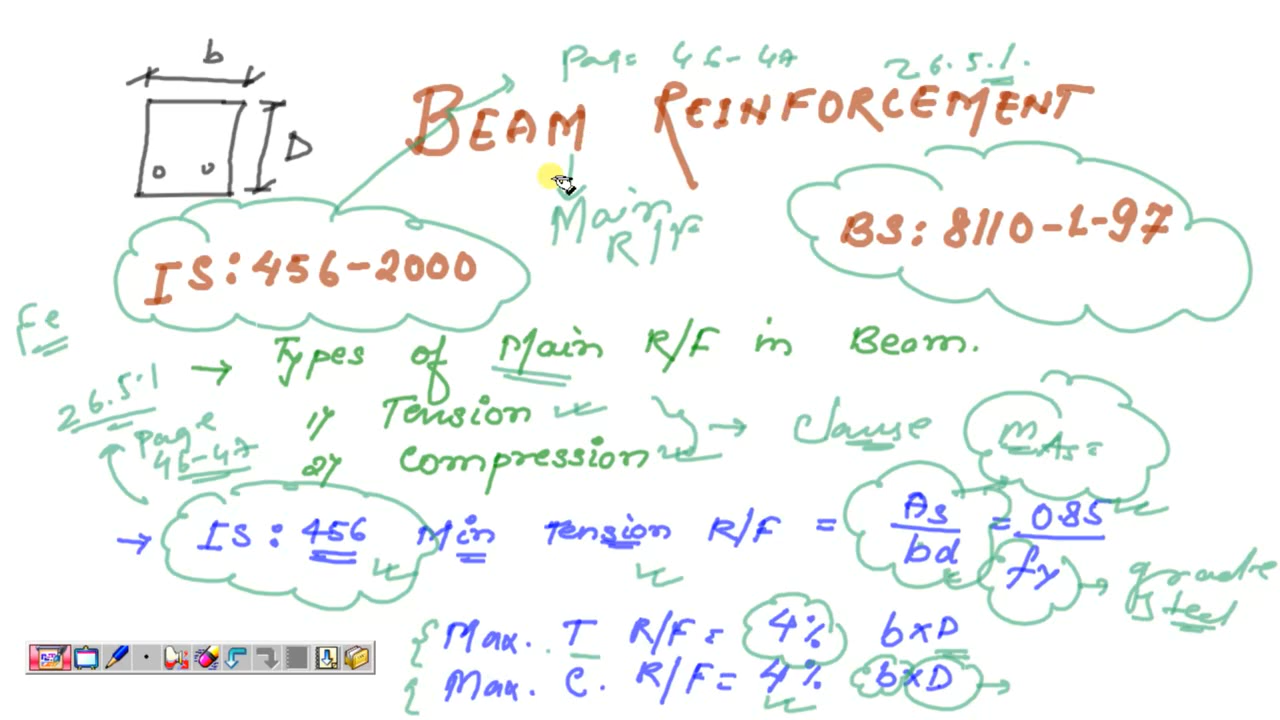 b
Page 46-47 26.5.1.
BEAM REINFORCEMENT
D
Main
R/F
IS: 456-2000
BS: 8110-1-97
Fe
→ Types of Main R/F in Beam.
26.5.1
1) Tension
→ clause
page
46-47
2) Compression
m As =
→ IS: 456 Min Tension R/F = As/bd = 0.85/fy
→ grade
Steel
{ Max. T R/F = 4% b×D
{ Max. C. R/F = 4% b×D →